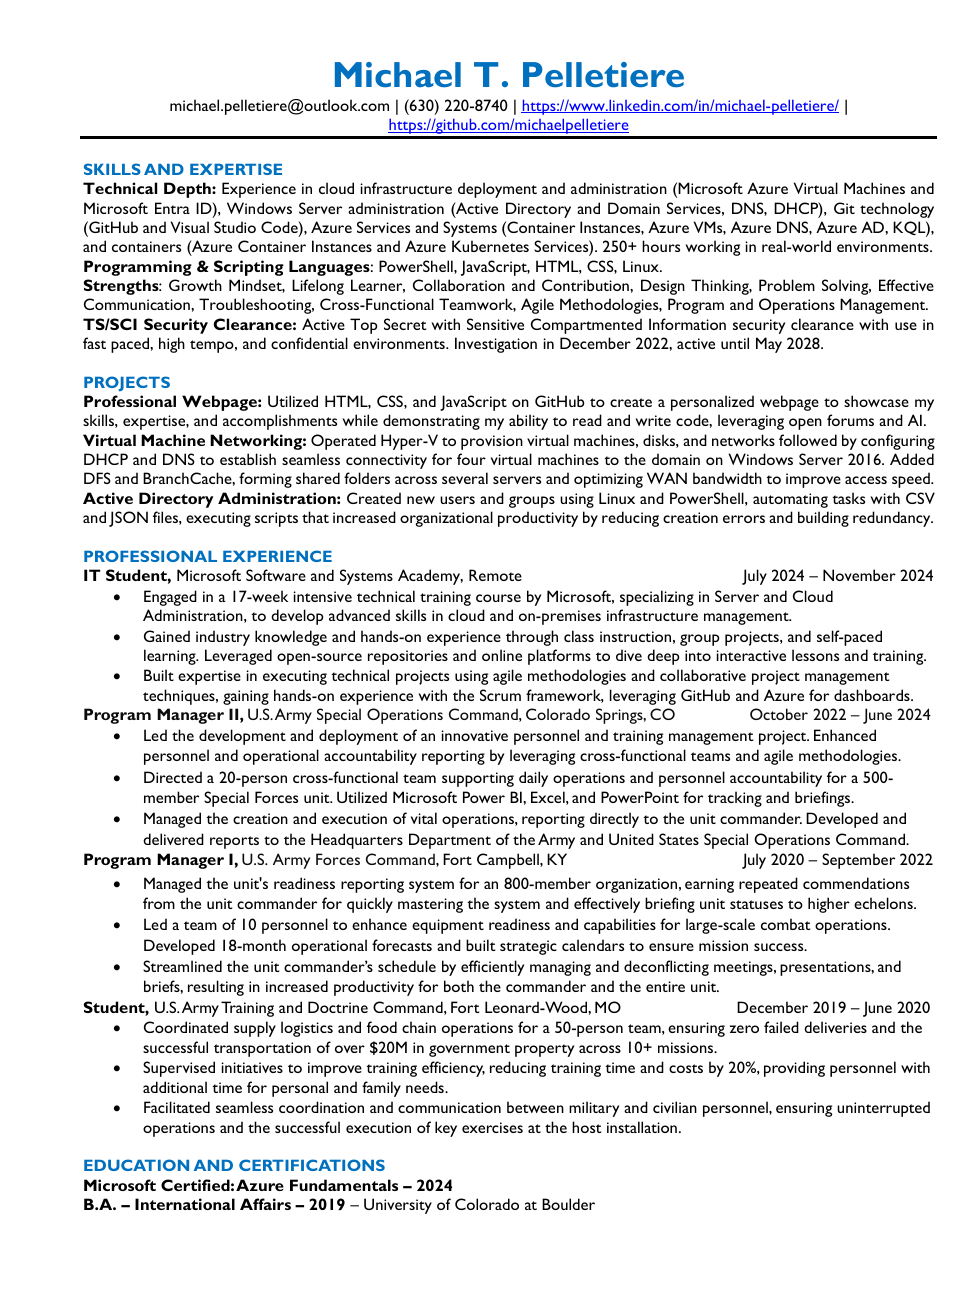 Michael T. Pelletiere
michael.pelletiere@outlook.com | (630) 220-8740 | https://www.linkedin.com/in/michael-pelletiere/ |
https://github.com/michaelpelletiere
SKILLS AND EXPERTISE
Technical Depth: Experience in cloud infrastructure deployment and administration (Microsoft Azure Virtual Machines and
Microsoft Entra ID), Windows Server administration (Active Directory and Domain Services, DNS, DHCP), Git technology
(GitHub and Visual Studio Code), Azure Services and Systems (Container Instances, Azure VMs, Azure DNS, Azure AD, KQL),
and containers (Azure Container Instances and Azure Kubernetes Services). 250+ hours working in real-world environments.
Programming & Scripting Languages: PowerShell, JavaScript, HTML, CSS, Linux.
Strengths: Growth Mindset, Lifelong Learner, Collaboration and Contribution, Design Thinking, Problem Solving, Effective
Communication, Troubleshooting, Cross-Functional Teamwork, Agile Methodologies, Program and Operations Management.
TS/SCI Security Clearance: Active Top Secret with Sensitive Compartmented Information security clearance with use in
fast paced, high tempo, and confidential environments. Investigation in December 2022, active until May 2028.
PROJECTS
Professional Webpage: Utilized HTML, CSS, and JavaScript on GitHub to create a personalized webpage to showcase my
skills, expertise, and accomplishments while demonstrating my ability to read and write code, leveraging open forums and AI.
Virtual Machine Networking: Operated Hyper-V to provision virtual machines, disks, and networks followed by configuring
DHCP and DNS to establish seamless connectivity for four virtual machines to the domain on Windows Server 2016. Added
DFS and BranchCache, forming shared folders across several servers and optimizing WAN bandwidth to improve access speed.
Active Directory Administration: Created new users and groups using Linux and PowerShell, automating tasks with CSV
and JSON files, executing scripts that increased organizational productivity by reducing creation errors and building redundancy.
PROFESSIONAL EXPERIENCE
IT Student, Microsoft Software and Systems Academy, Remote July 2024 – November 2024
• Engaged in a 17-week intensive technical training course by Microsoft, specializing in Server and Cloud
Administration, to develop advanced skills in cloud and on-premises infrastructure management.
• Gained industry knowledge and hands-on experience through class instruction, group projects, and self-paced
learning. Leveraged open-source repositories and online platforms to dive deep into interactive lessons and training.
• Built expertise in executing technical projects using agile methodologies and collaborative project management
techniques, gaining hands-on experience with the Scrum framework, leveraging GitHub and Azure for dashboards.
Program Manager II, U.S. Army Special Operations Command, Colorado Springs, CO October 2022 – June 2024
• Led the development and deployment of an innovative personnel and training management project. Enhanced
personnel and operational accountability reporting by leveraging cross-functional teams and agile methodologies.
• Directed a 20-person cross-functional team supporting daily operations and personnel accountability for a 500-
member Special Forces unit. Utilized Microsoft Power BI, Excel, and PowerPoint for tracking and briefings.
• Managed the creation and execution of vital operations, reporting directly to the unit commander. Developed and
delivered reports to the Headquarters Department of the Army and United States Special Operations Command.
Program Manager I, U.S. Army Forces Command, Fort Campbell, KY July 2020 – September 2022
• Managed the unit's readiness reporting system for an 800-member organization, earning repeated commendations
from the unit commander for quickly mastering the system and effectively briefing unit statuses to higher echelons.
• Led a team of 10 personnel to enhance equipment readiness and capabilities for large-scale combat operations.
Developed 18-month operational forecasts and built strategic calendars to ensure mission success.
• Streamlined the unit commander’s schedule by efficiently managing and deconflicting meetings, presentations, and
briefs, resulting in increased productivity for both the commander and the entire unit.
Student, U.S. Army Training and Doctrine Command, Fort Leonard-Wood, MO December 2019 – June 2020
• Coordinated supply logistics and food chain operations for a 50-person team, ensuring zero failed deliveries and the
successful transportation of over $20M in government property across 10+ missions.
• Supervised initiatives to improve training efficiency, reducing training time and costs by 20%, providing personnel with
additional time for personal and family needs.
• Facilitated seamless coordination and communication between military and civilian personnel, ensuring uninterrupted
operations and the successful execution of key exercises at the host installation.
EDUCATION AND CERTIFICATIONS
Microsoft Certified: Azure Fundamentals – 2024
B.A. – International Affairs – 2019 – University of Colorado at Boulder